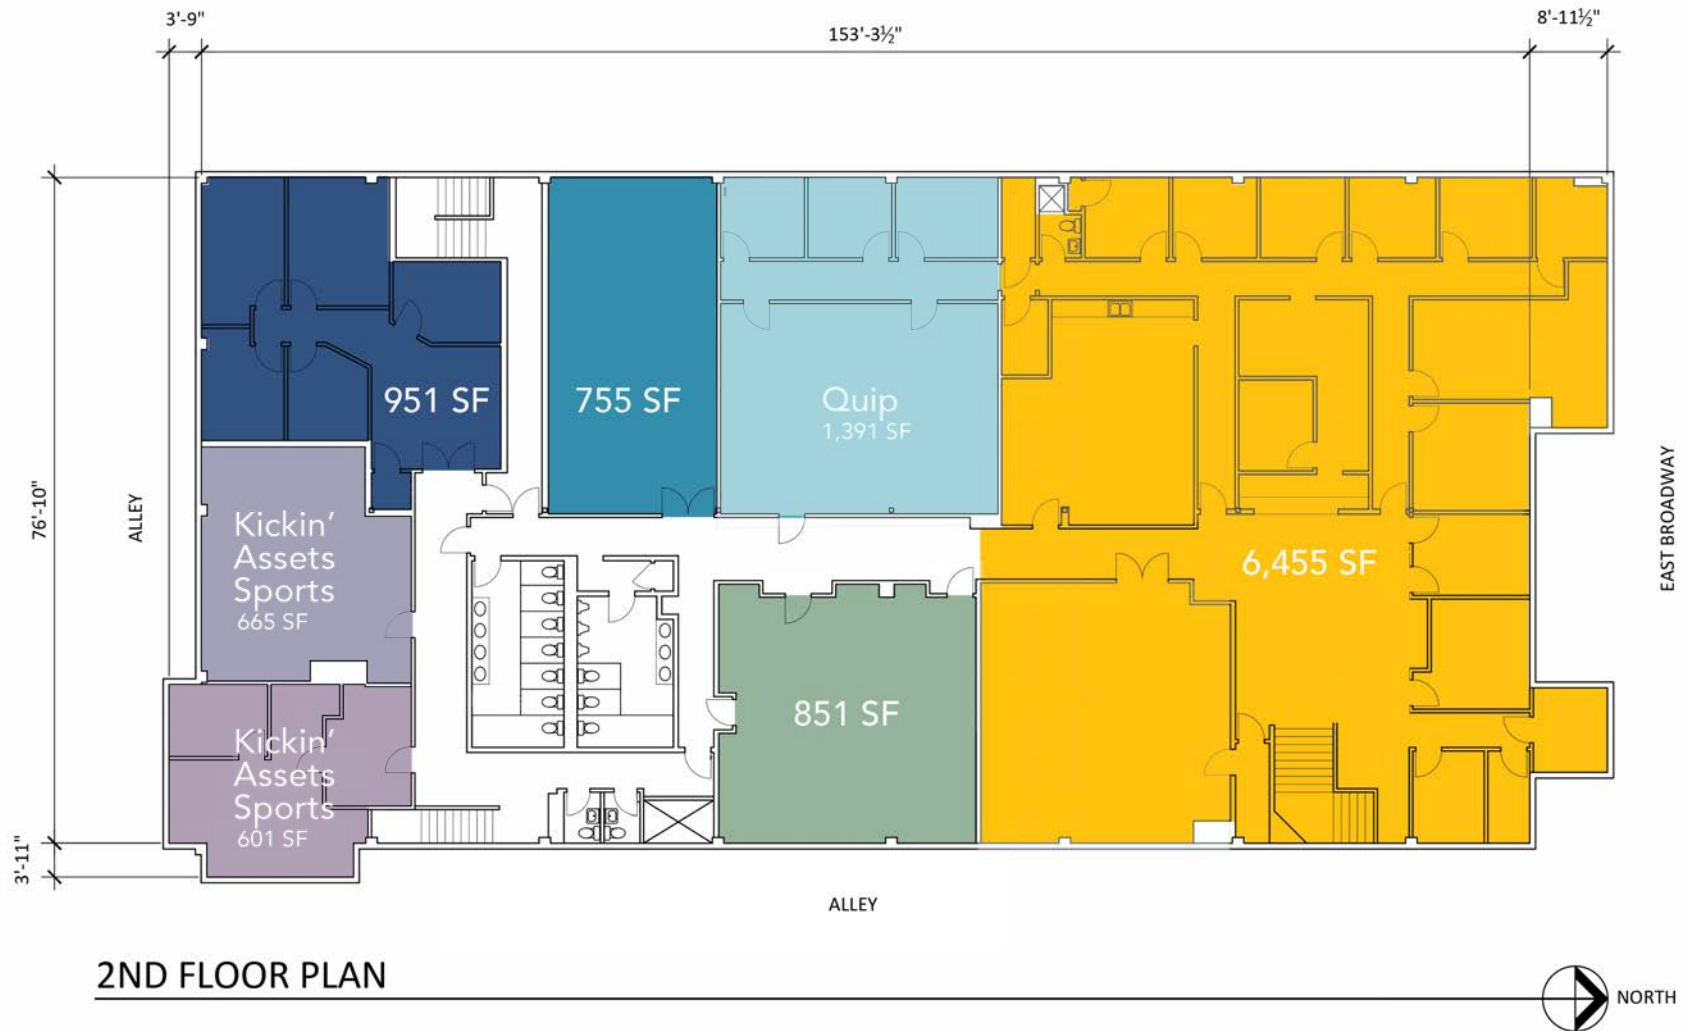 3'-9"
153'-3½"
8'-11½"
76'-10"
ALLEY
951 SF
755 SF
Quip
1,391 SF
Kickin'
Assets
Sports
665 SF
6,455 SF
EAST BROADWAY
851 SF
Kickin'
Assets
Sports
601 SF
3'-11"
ALLEY
2ND FLOOR PLAN
NORTH